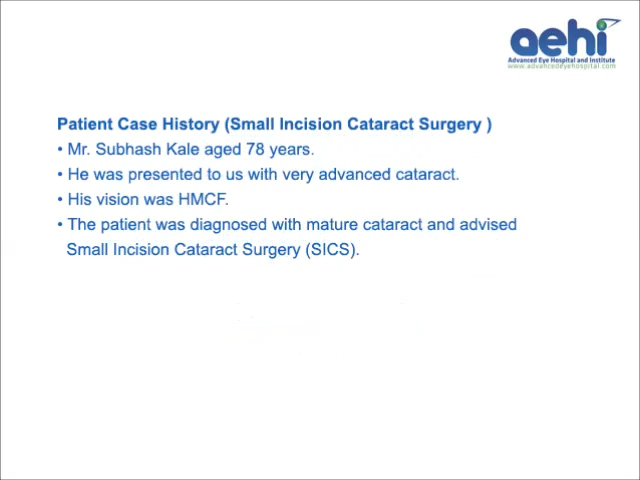 aehi
Advanced Eye Hospital and Institute
www.advancedeyehospital.com
Patient Case History (Small Incision Cataract Surgery )
• Mr. Subhash Kale aged 78 years.
• He was presented to us with very advanced cataract.
• His vision was HMCF.
• The patient was diagnosed with mature cataract and advised
Small Incision Cataract Surgery (SICS).